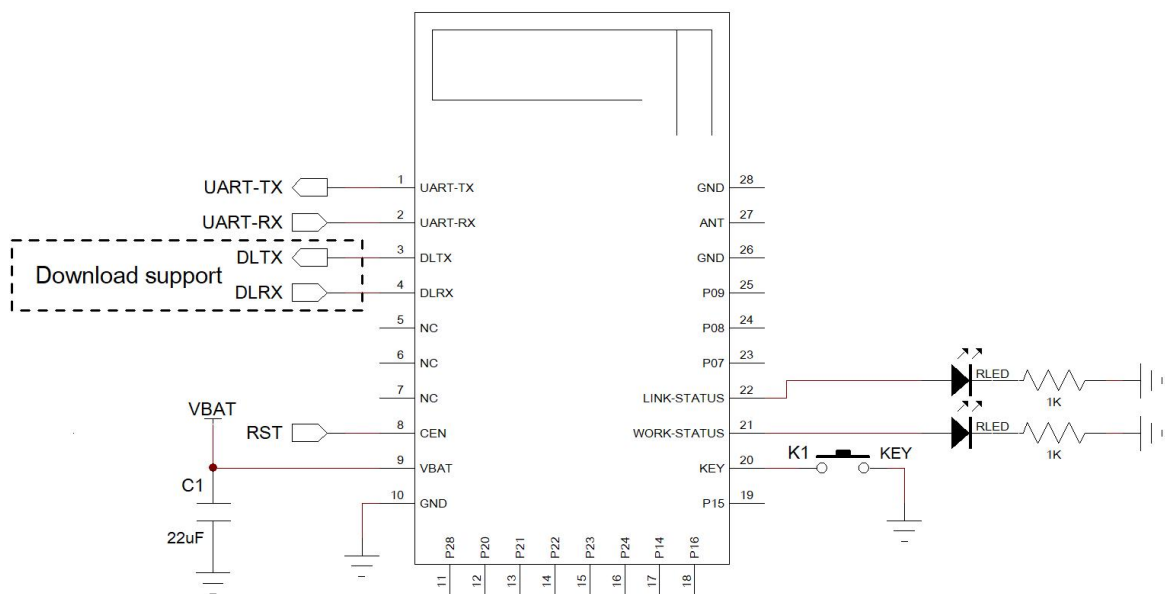 UART-TX 1 UART-TX GND 28
UART-RX 2 UART-RX ANT 27
DLTX 3 DLTX GND 26
Download support
DLRX 4 DLRX P09 25
5 NC P08 24
6 NC P07 23
7 NC LINK-STATUS 22 RLED 1K
VBAT
RST 8 CEN WORK-STATUS 21 RLED 1K
9 VBAT KEY 20 K1 KEY
C1
10 GND P15 19
22uF
P28 P20 P21 P22 P23 P24 P14 P16
11 12 13 14 15 16 17 18